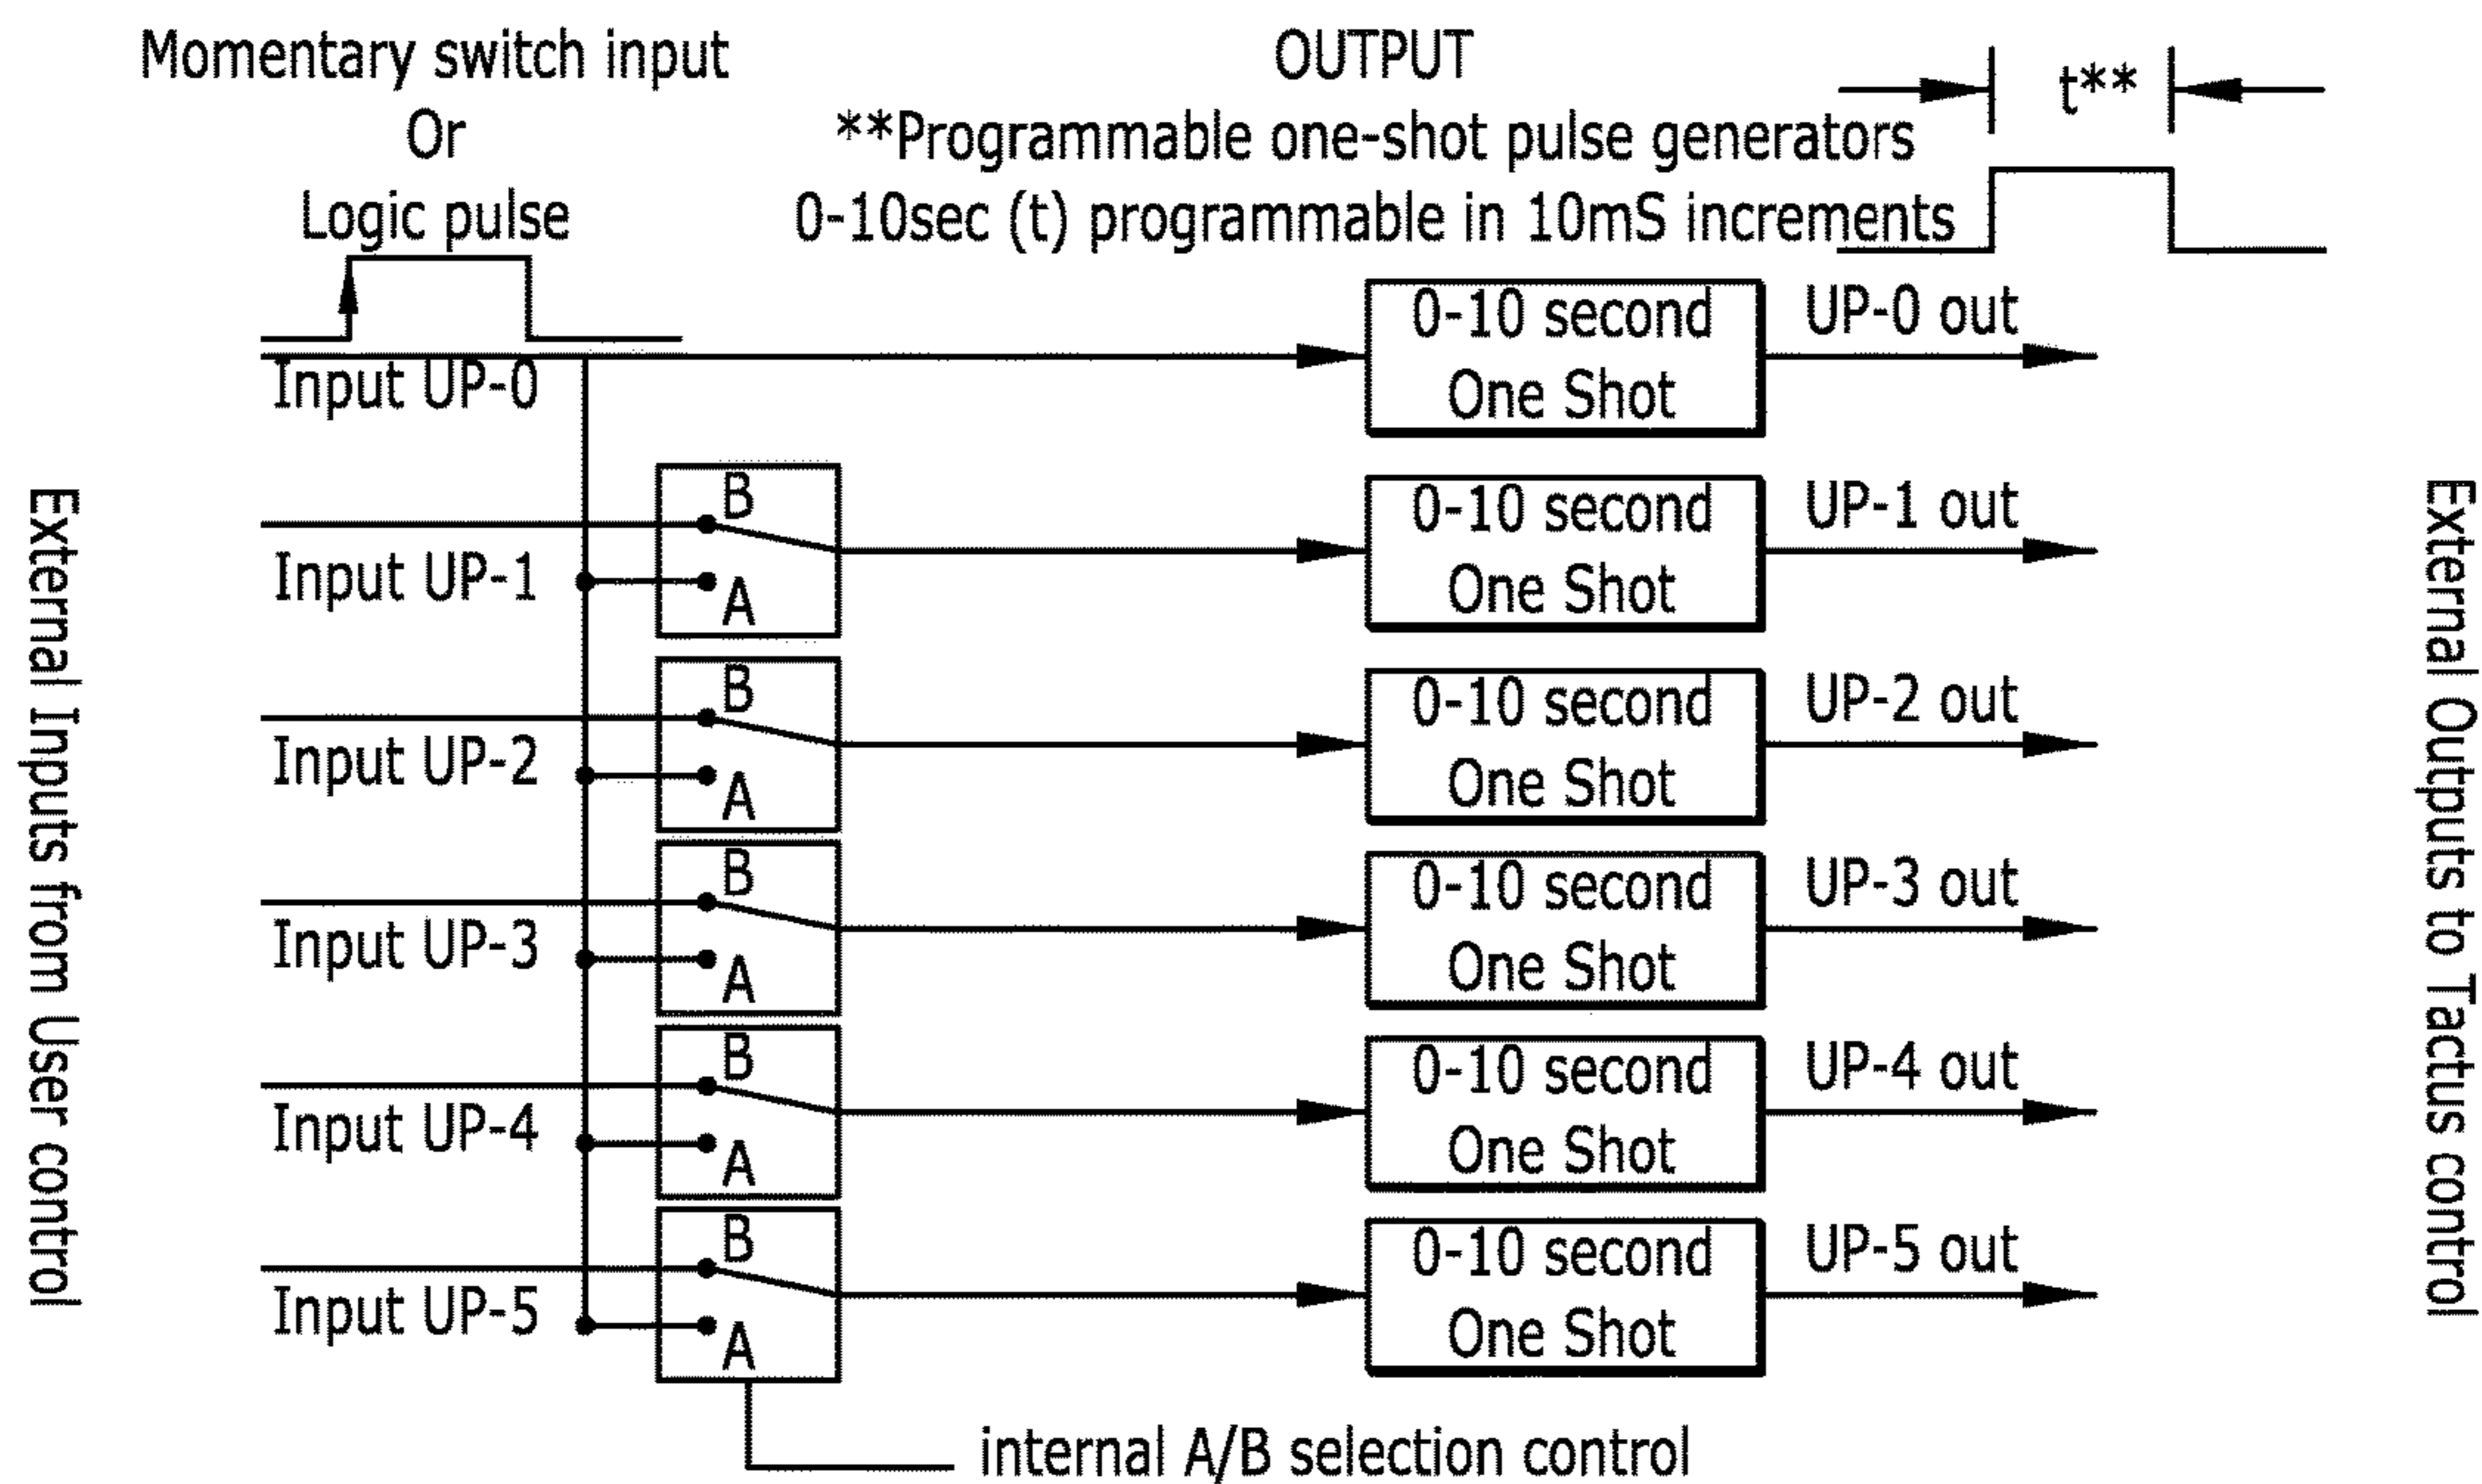 Momentary switch input
Or
Logic pulse
OUTPUT
**Programmable one-shot pulse generators
0-10sec (t) programmable in 10mS increments
t**
Input UP-0
0-10 second
One Shot
UP-0 out
B
A
Input UP-1
0-10 second
One Shot
UP-1 out
B
A
Input UP-2
0-10 second
One Shot
UP-2 out
B
A
Input UP-3
0-10 second
One Shot
UP-3 out
B
A
Input UP-4
0-10 second
One Shot
UP-4 out
B
A
Input UP-5
0-10 second
One Shot
UP-5 out
internal A/B selection control
External Inputs from User control
External Outputs to Tactus control